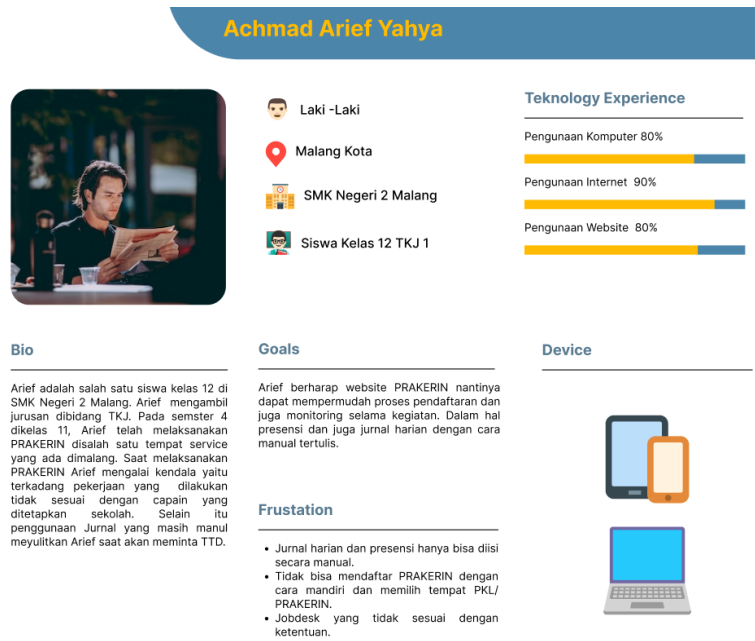 Achmad Arief Yahya
Laki -Laki
Malang Kota
SMK Negeri 2 Malang
Siswa Kelas 12 TKJ 1
Teknology Experience
Pengunaan Komputer 80%
Pengunaan Internet 90%
Pengunaan Website 80%
Bio
Arief adalah salah satu siswa kelas 12 di
SMK Negeri 2 Malang. Arief mengambil
jurusan dibidang TKJ. Pada semster 4
dikelas 11, Arief telah melaksanakan
PRAKERIN disalah satu tempat service
yang ada dimalang. Saat melaksanakan
PRAKERIN Arief mengalai kendala yaitu
terkadang pekerjaan yang dilakukan
tidak sesuai dengan capain yang
ditetapkan sekolah. Selain itu
penggunaan Jurnal yang masih manul
meyulitkan Arief saat akan meminta TTD.
Goals
Arief berharap website PRAKERIN nantinya
dapat mempermudah proses pendaftaran dan
juga monitoring selama kegiatan. Dalam hal
presensi dan juga jurnal harian dengan cara
manual tertulis.
Frustation
• Jurnal harian dan presensi hanya bisa diisi
secara manual.
• Tidak bisa mendaftar PRAKERIN dengan
cara mandiri dan memilih tempat PKL/
PRAKERIN.
• Jobdesk yang tidak sesuai dengan
ketentuan.
Device